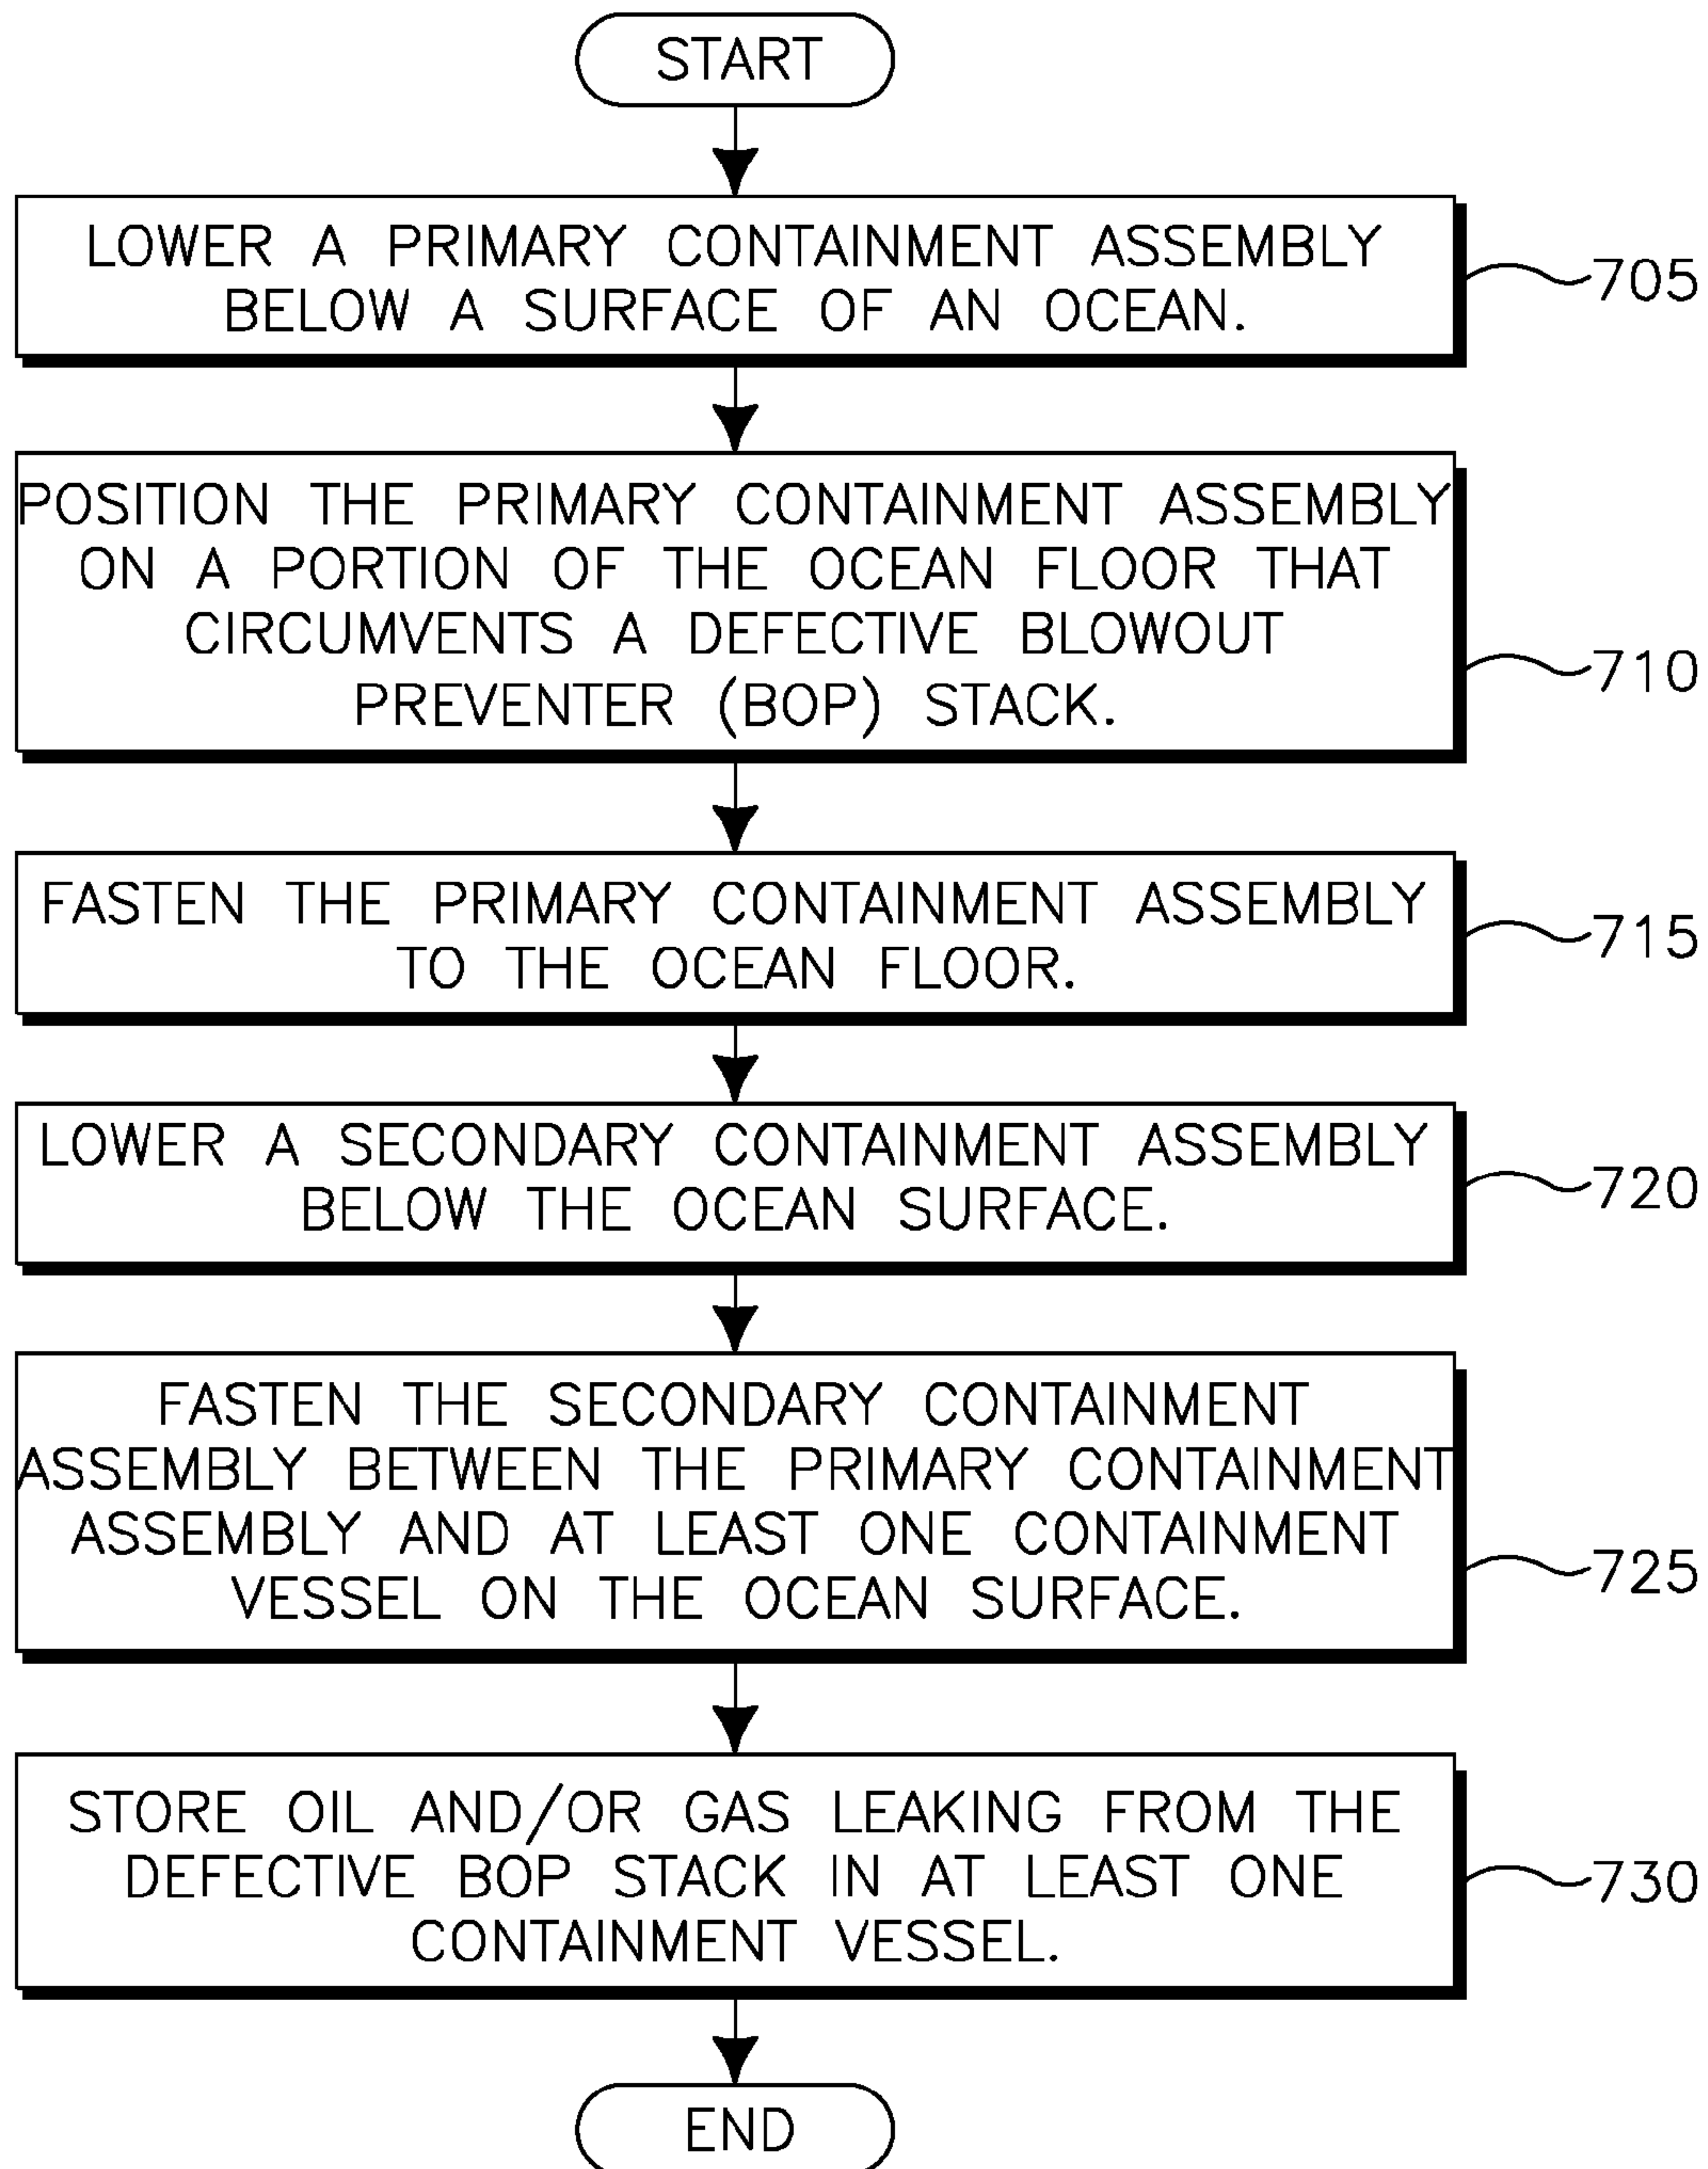 START
LOWER A PRIMARY CONTAINMENT ASSEMBLY
BELOW A SURFACE OF AN OCEAN.
705
POSITION THE PRIMARY CONTAINMENT ASSEMBLY
ON A PORTION OF THE OCEAN FLOOR THAT
CIRCUMVENTS A DEFECTIVE BLOWOUT
PREVENTER (BOP) STACK.
710
FASTEN THE PRIMARY CONTAINMENT ASSEMBLY
TO THE OCEAN FLOOR.
715
LOWER A SECONDARY CONTAINMENT ASSEMBLY
BELOW THE OCEAN SURFACE.
720
FASTEN THE SECONDARY CONTAINMENT
ASSEMBLY BETWEEN THE PRIMARY CONTAINMENT
ASSEMBLY AND AT LEAST ONE CONTAINMENT
VESSEL ON THE OCEAN SURFACE.
725
STORE OIL AND/OR GAS LEAKING FROM THE
DEFECTIVE BOP STACK IN AT LEAST ONE
CONTAINMENT VESSEL.
730
END